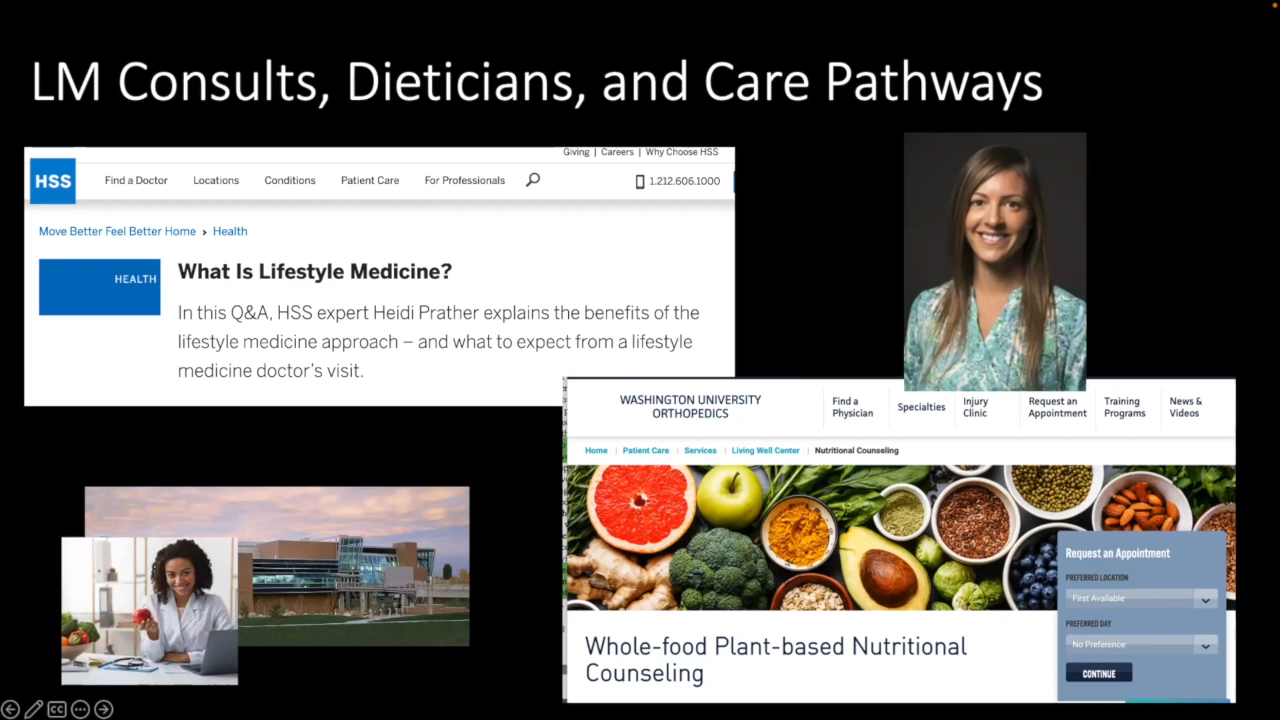 LM Consults, Dieticians, and Care Pathways
Giving | Careers | Why Choose HSS
HSS
Find a Doctor
Locations
Conditions
Patient Care
For Professionals
1.212.606.1000
Move Better Feel Better Home › Health
HEALTH
What Is Lifestyle Medicine?
In this Q&A, HSS expert Heidi Prather explains the benefits of the
lifestyle medicine approach – and what to expect from a lifestyle
medicine doctor's visit.
WASHINGTON UNIVERSITY
ORTHOPEDICS
Find a
Physician
Specialties
Injury
Clinic
Request an
Appointment
Training
Programs
News &
Videos
Home | Patient Care | Services | Living Well Center | Nutritional Counseling
Request an Appointment
PREFERRED LOCATION
First Available
PREFERRED DAY
No Preference
CONTINUE
Whole-food Plant-based Nutritional
Counseling
CC